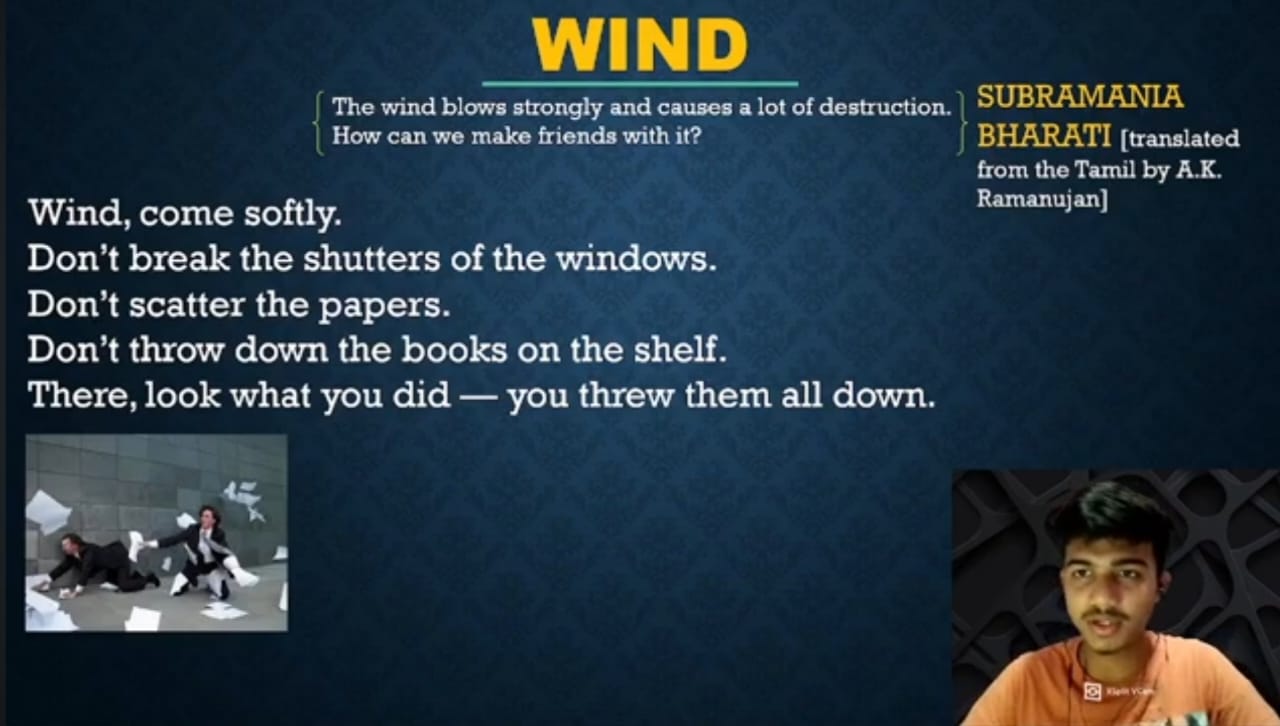 WIND
The wind blows strongly and causes a lot of destruction.
How can we make friends with it?
SUBRAMANIA
BHARATI [translated
from the Tamil by A.K.
Ramanujan]
Wind, come softly.
Don’t break the shutters of the windows.
Don’t scatter the papers.
Don’t throw down the books on the shelf.
There, look what you did — you threw them all down.
XSplit VCam